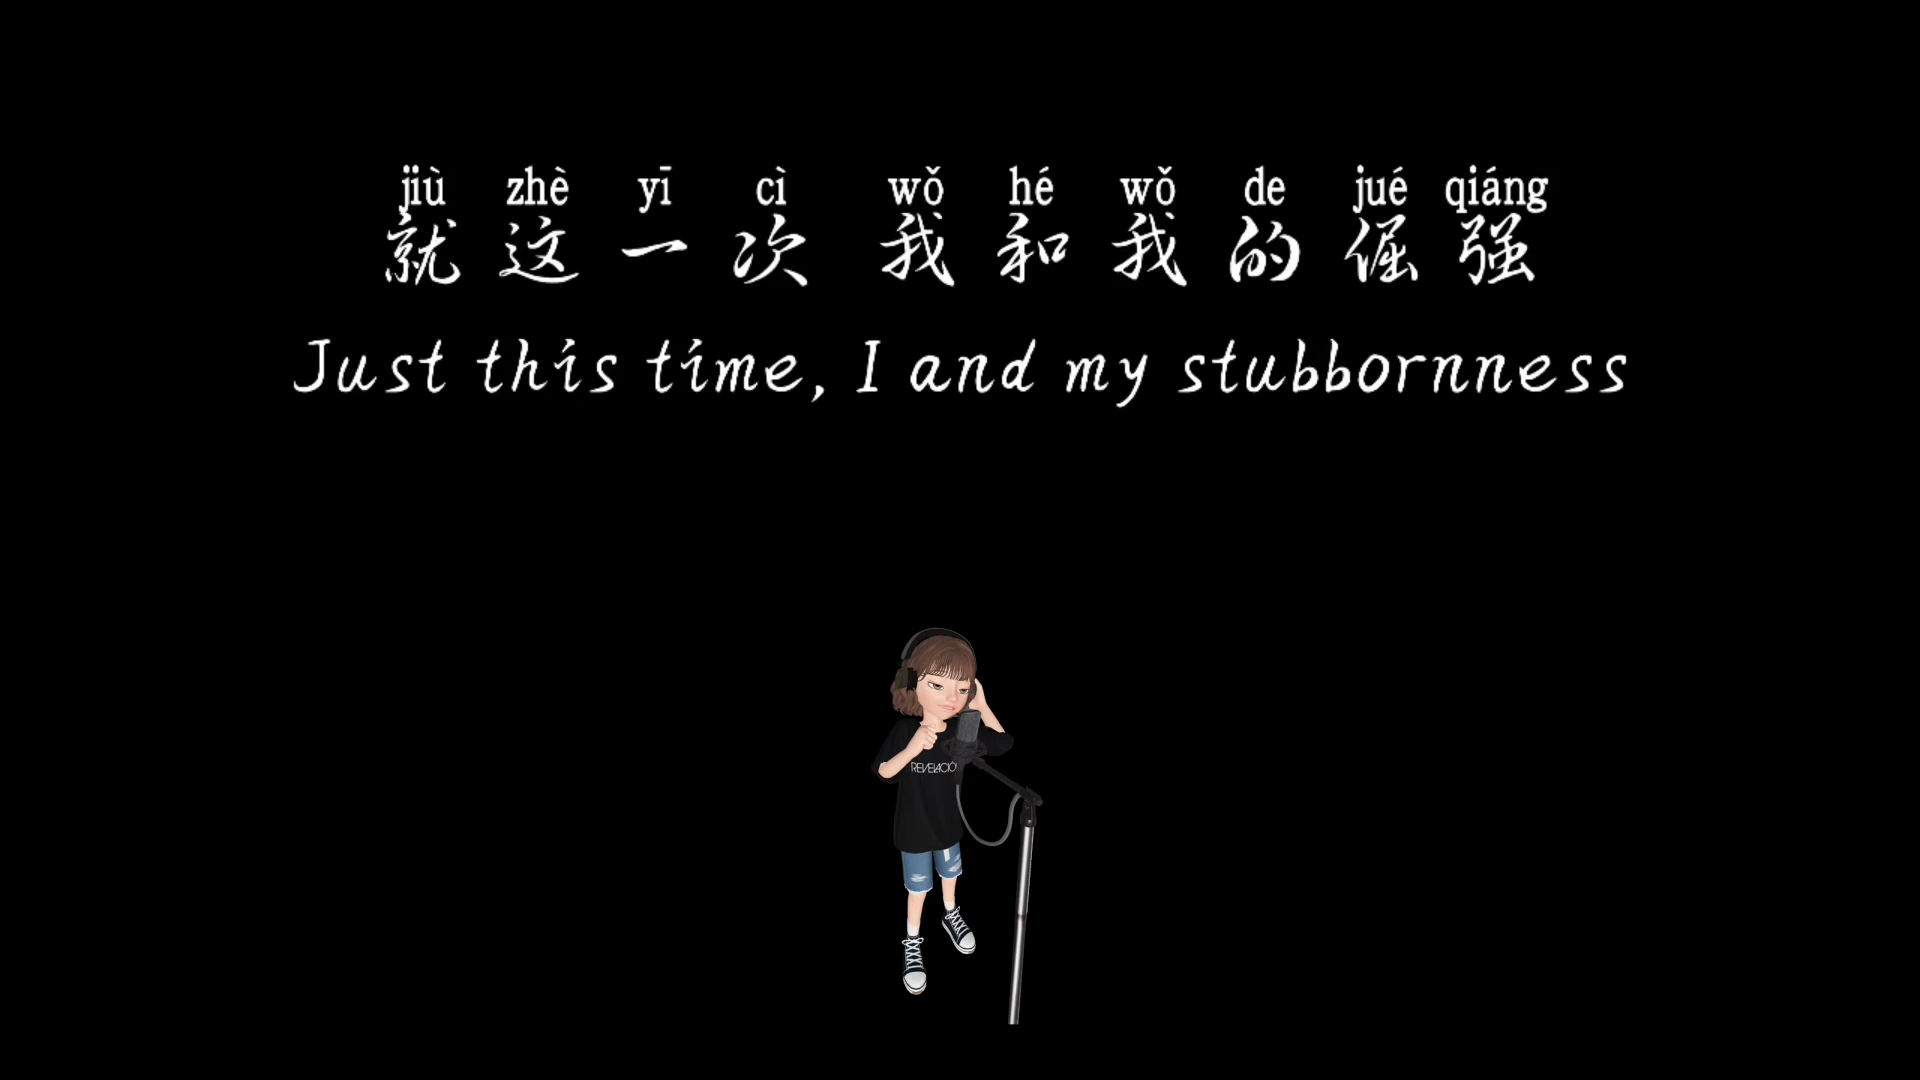 jiù zhè yī cì wǒ hé wǒ de jué qiáng
就这一次 我和我的倔强
Just this time, I and my stubbornness
REVELACIÓ